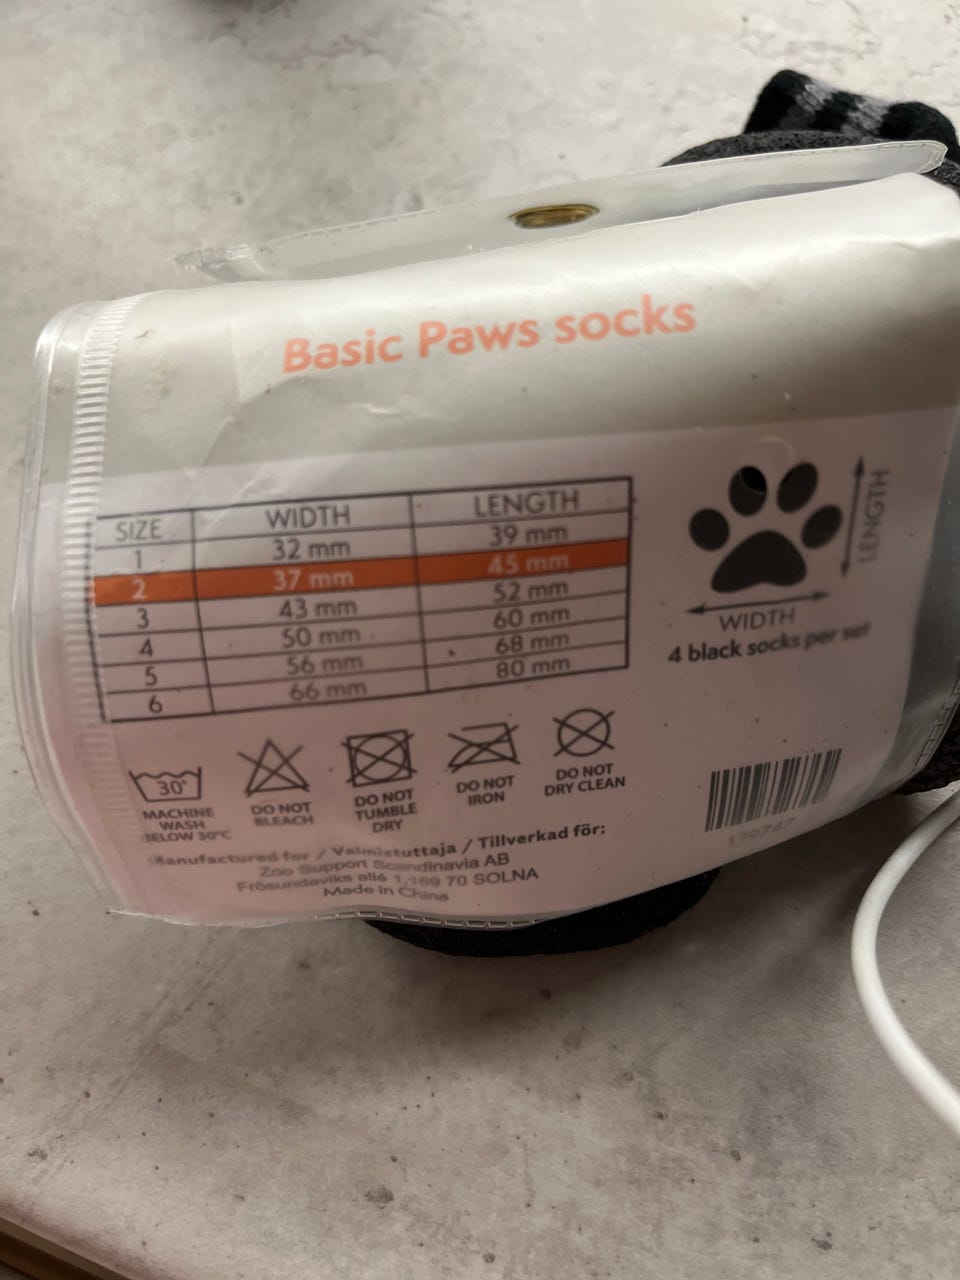 Basic Paws socks
SIZE WIDTH LENGTH
1 32 mm 39 mm
2 37 mm 45 mm
3 43 mm 52 mm
4 50 mm 60 mm
5 56 mm 68 mm
6 66 mm 80 mm
LENGTH
WIDTH
4 black socks per set
30°
MACHINE
WASH
BELOW 30°C
DO NOT
BLEACH
DO NOT
TUMBLE
DRY
DO NOT
IRON
DO NOT
DRY CLEAN
139747
Manufactured for / Valmistuttaja / Tillverkad för:
Zoo Support Scandinavia AB
Frösundaviks allé 1,169 70 SOLNA
Made in China